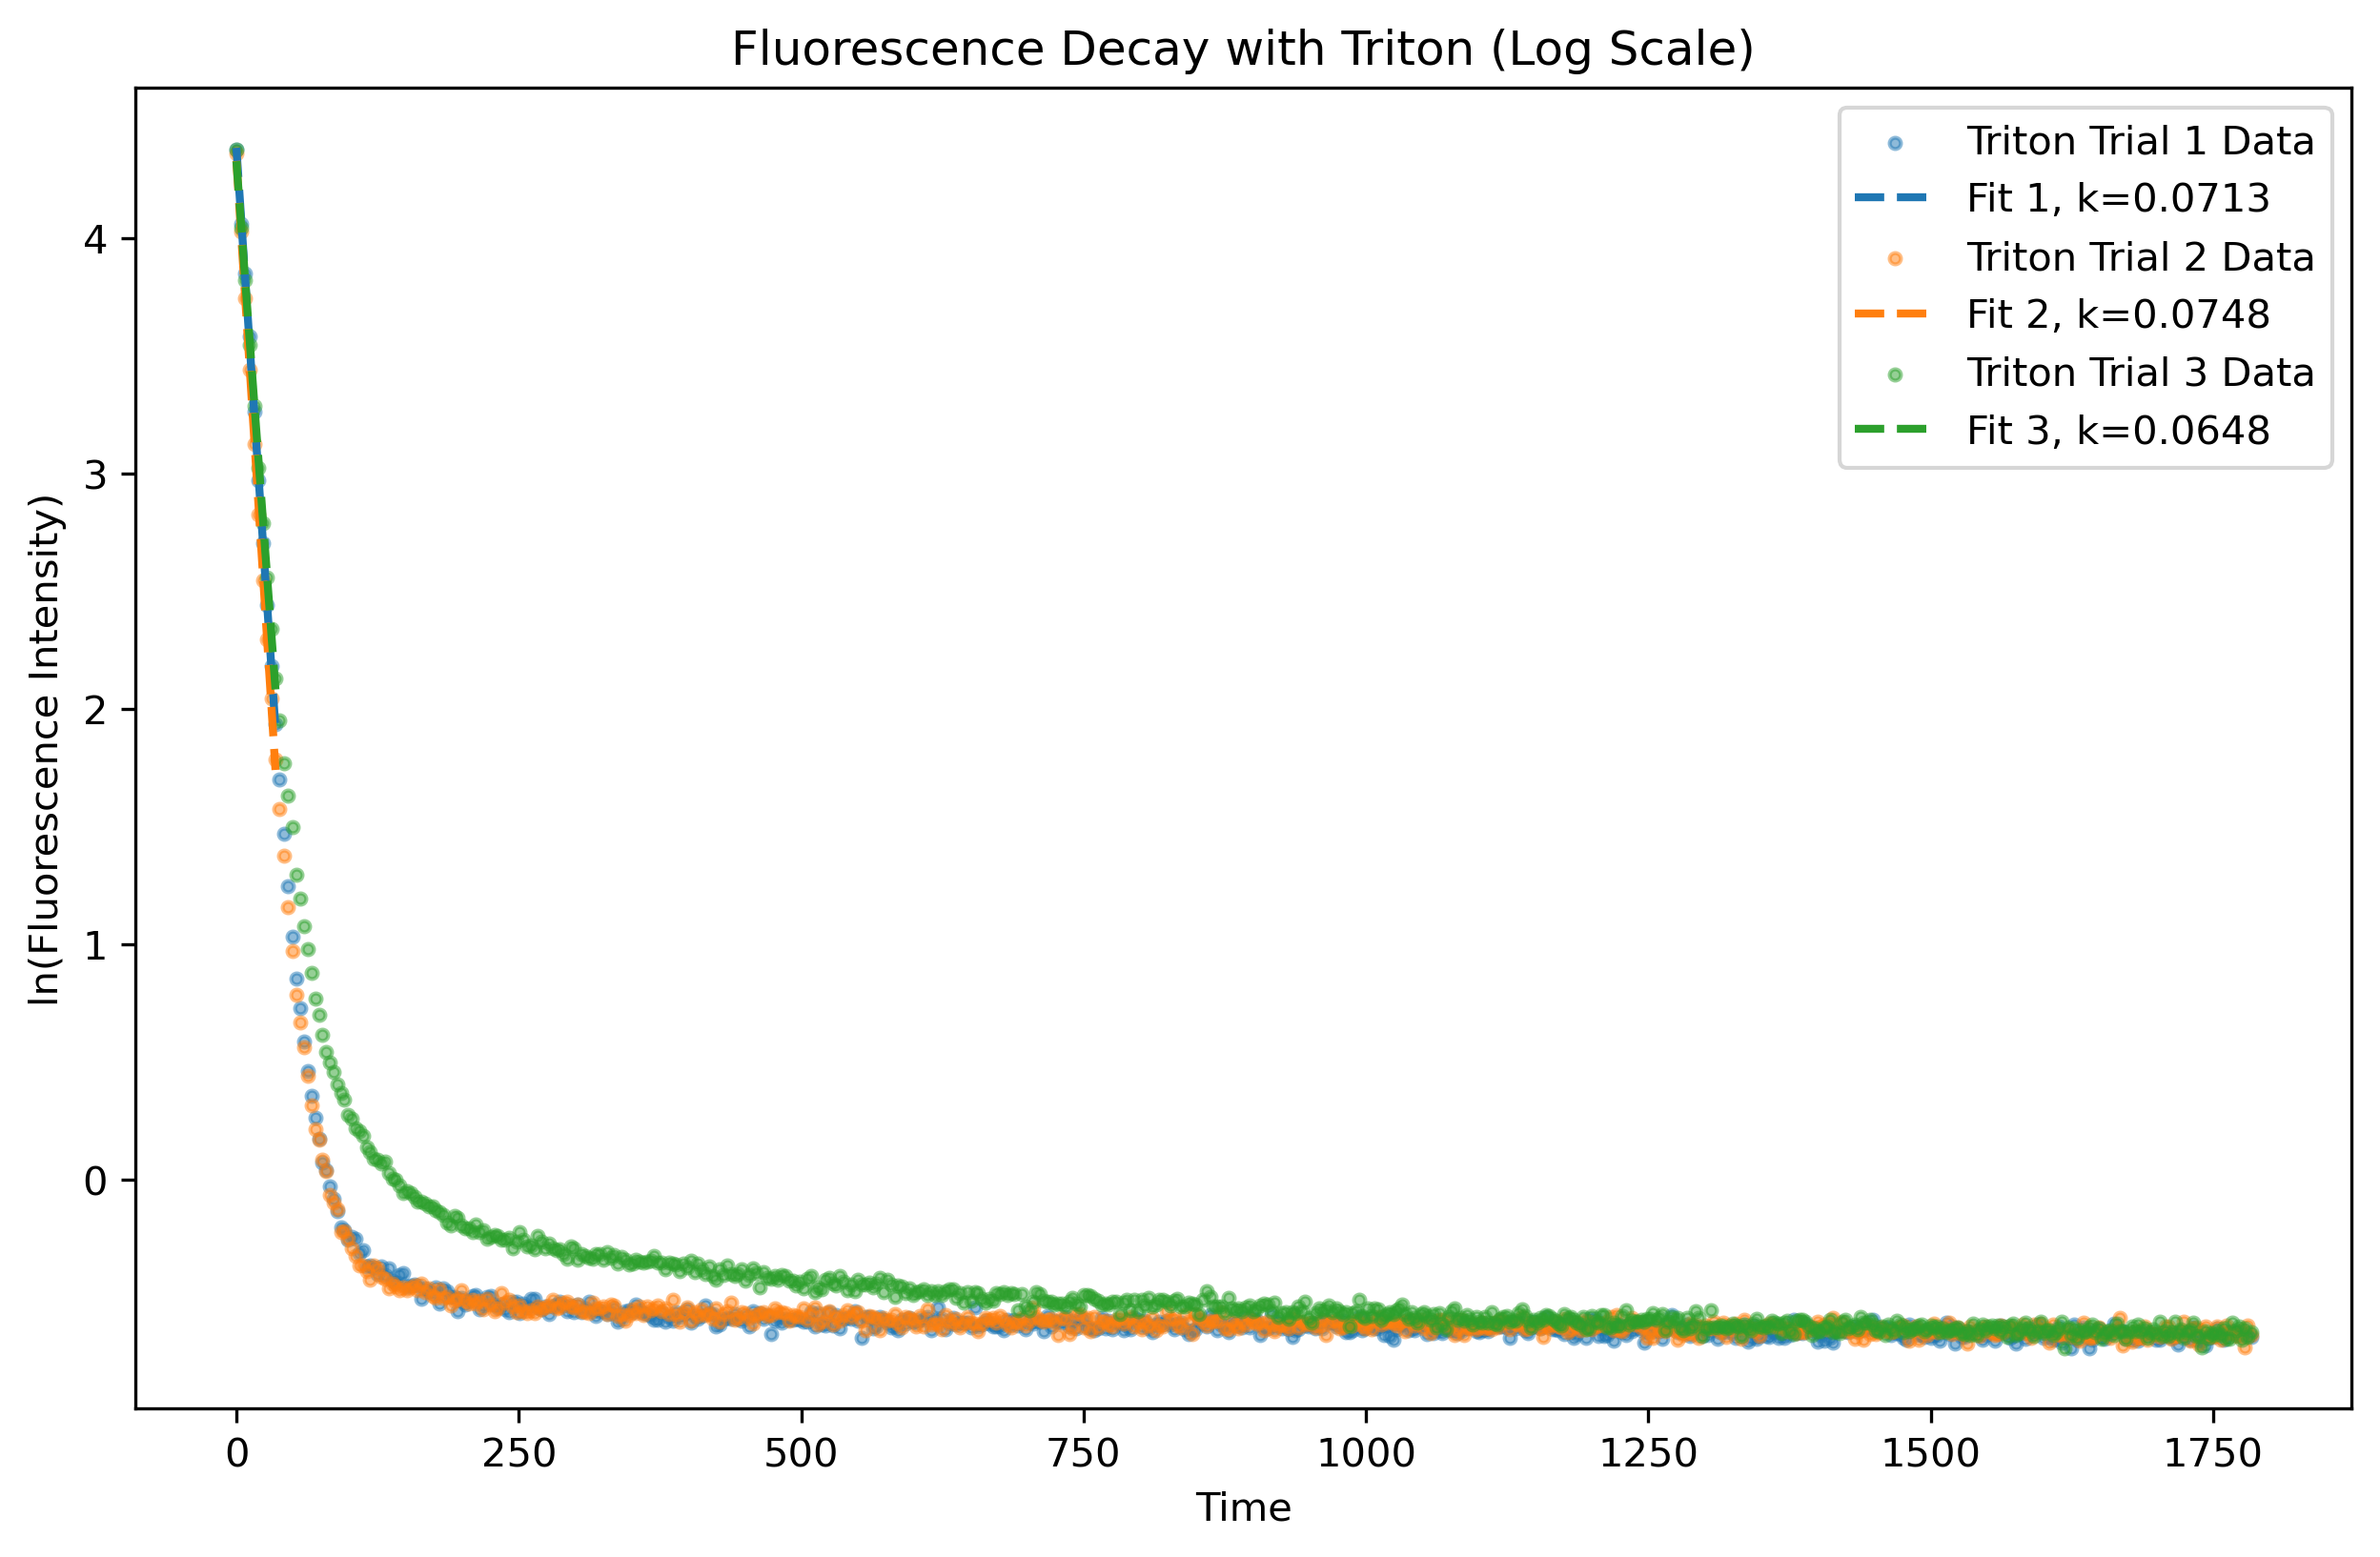 Fluorescence Decay with Triton (Log Scale)
Triton Trial 1 Data
Fit 1, k=0.0713
Triton Trial 2 Data
Fit 2, k=0.0748
Triton Trial 3 Data
Fit 3, k=0.0648
ln(Fluorescence Intensity)
4
3
2
1
0
0 250 500 750 1000 1250 1500 1750
Time